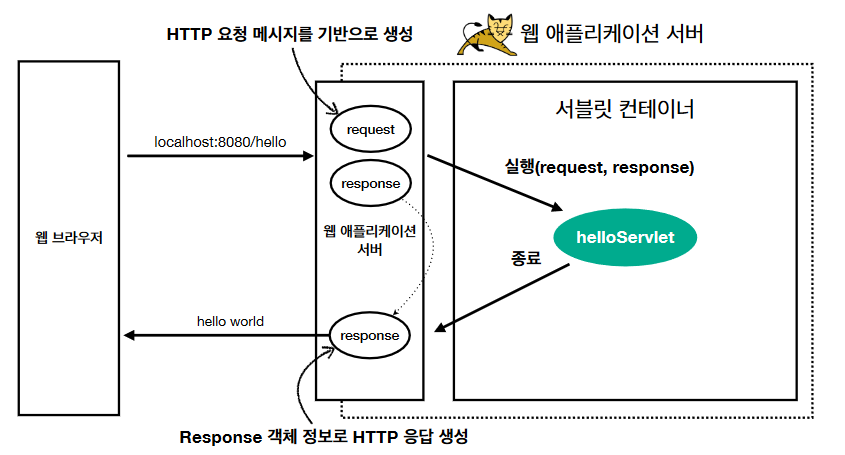 HTTP 요청 메시지를 기반으로 생성
웹 애플리케이션 서버
서블릿 컨테이너
request
localhost:8080/hello
실행(request, response)
response
웹 브라우저
웹 애플리케이션
서버
helloServlet
종료
hello world
response
Response 객체 정보로 HTTP 응답 생성